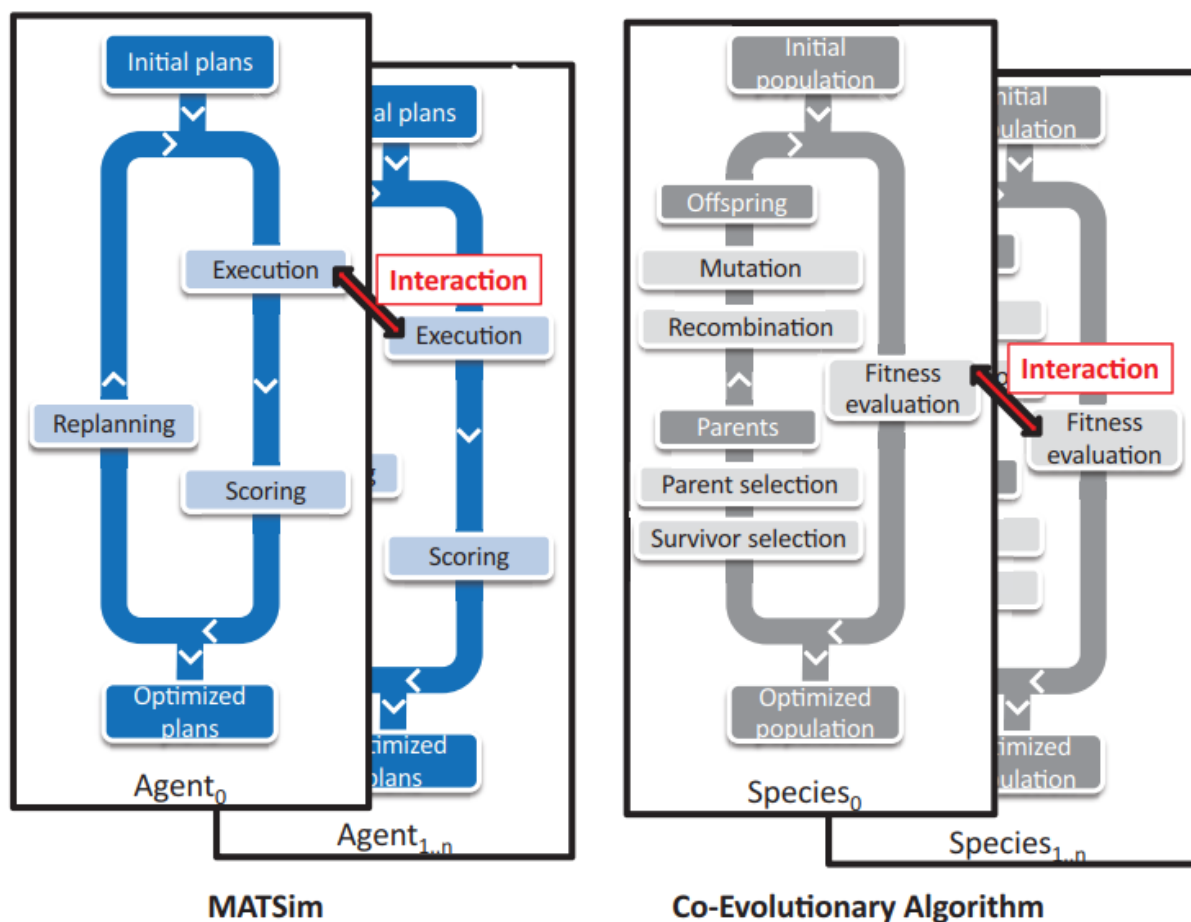 Initial plans
Execution
Replanning
Scoring
Optimized
plans
Agent0
al plans
Interaction
Execution
g
Scoring
timized
plans
Agent1..n
MATSim
Initial
population
Offspring
Mutation
Recombination
Fitness
evaluation
Parents
Parent selection
Survivor selection
Optimized
population
Species0
nitial
pulation
Interaction
Fitness
evaluation
timized
ulation
Species1..n
Co-Evolutionary Algorithm